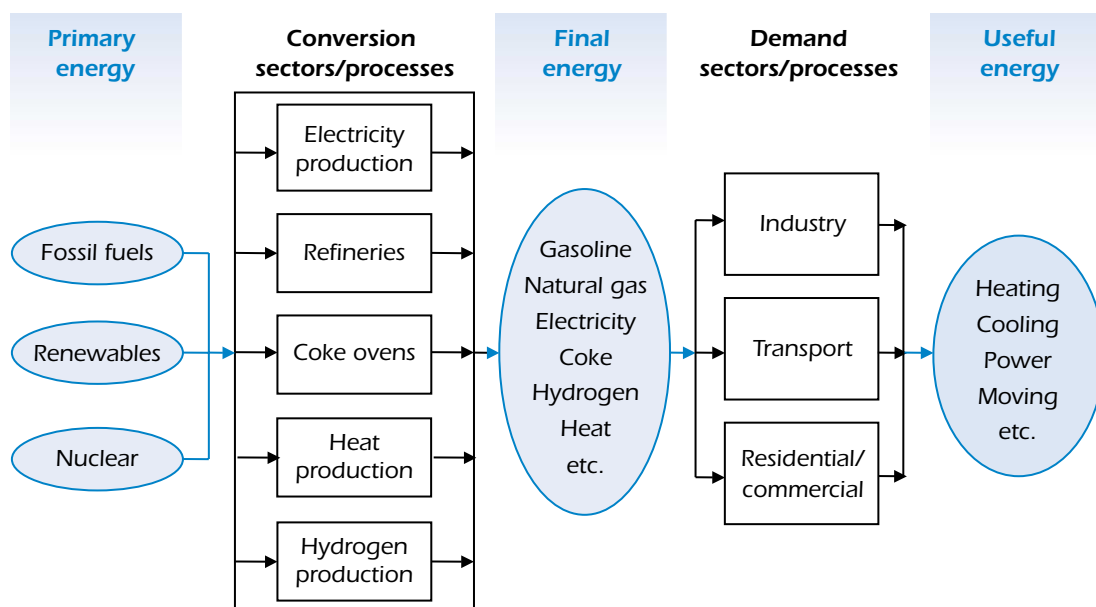 Primary
energy
Conversion
sectors/processes
Final
energy
Demand
sectors/processes
Useful
energy
Fossil fuels
Renewables
Nuclear
Electricity
production
Refineries
Coke ovens
Heat
production
Hydrogen
production
Gasoline
Natural gas
Electricity
Coke
Hydrogen
Heat
etc.
Industry
Transport
Residential/
commercial
Heating
Cooling
Power
Moving
etc.